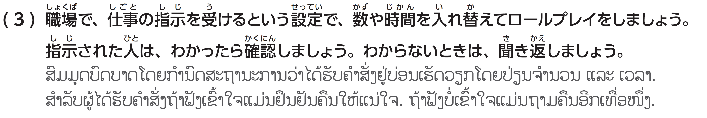 （3）職場で、仕事の指示を受けるという設定で、数や時間を入れ替えてロールプレイをしましょう。
指示された人は、わかったら確認しましょう。わからないときは、聞き返しましょう。
ສົມມຸດບົດບາດໂດຍກຳນົດສະຖານະການວ່າໄດ້ຮັບຄຳສັ່ງຢູ່ບ່ອນເຮັດວຽກໂດຍປ່ຽນຈຳນວນ ແລະ ເວລາ.
ສຳລັບຜູ້ໄດ້ຮັບຄຳສັ່ງຖ້າຟັງເຂົ້າໃຈແມ່ນຢືນຢັນຄືນໃຫ້ແນ່ໃຈ. ຖ້າຟັງບໍ່ເຂົ້າໃຈແມ່ນຖາມຄືນອີກເທື່ອໜຶ່ງ.